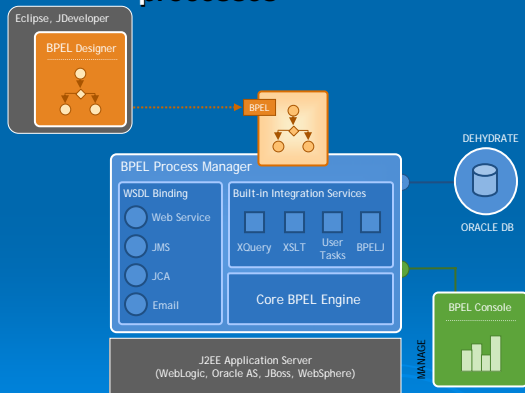 processes
Eclipse, JDeveloper
BPEL Designer
BPEL
DEHYDRATE
ORACLE DB
BPEL Process Manager
WSDL Binding
Web Service
JMS
JCA
Email
Built-in Integration Services
XQuery
XSLT
User
Tasks
BPELJ
Core BPEL Engine
BPEL Console
MANAGE
J2EE Application Server
(WebLogic, Oracle AS, JBoss, WebSphere)